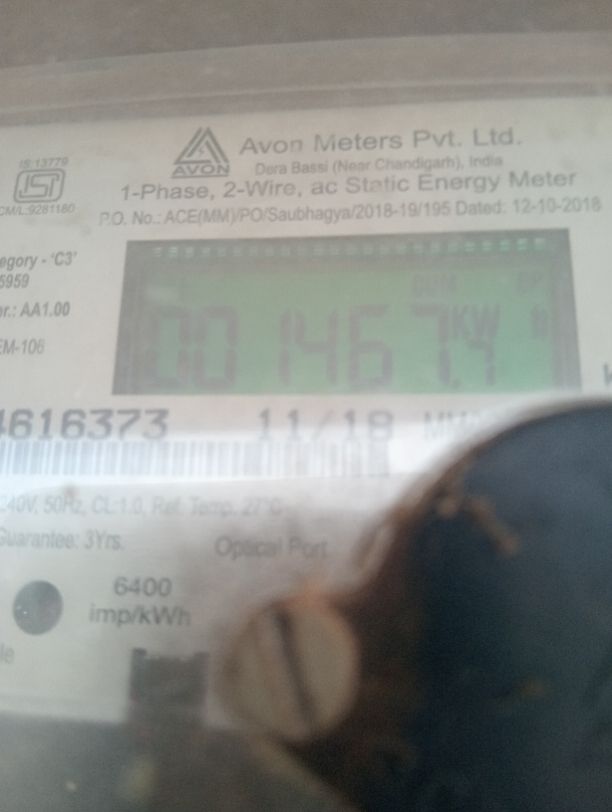 IS:13779
CM/L:9281180
AVON
Avon Meters Pvt. Ltd.
Dera Bassi (Near Chandigarh), India
1-Phase, 2-Wire, ac Static Energy Meter
P.O. No.: ACE(MM)/PO/Saubhagya/2018-19/195 Dated: 12-10-2018
egory - 'C3'
5959
er.: AA1.00
EM-106
001467.4
KW
4616373
11/18
240V, 50Hz, CL:1.0, Ref. Temp. 27°C
Guarantee: 3Yrs.
Optical Port
6400
imp/kWh